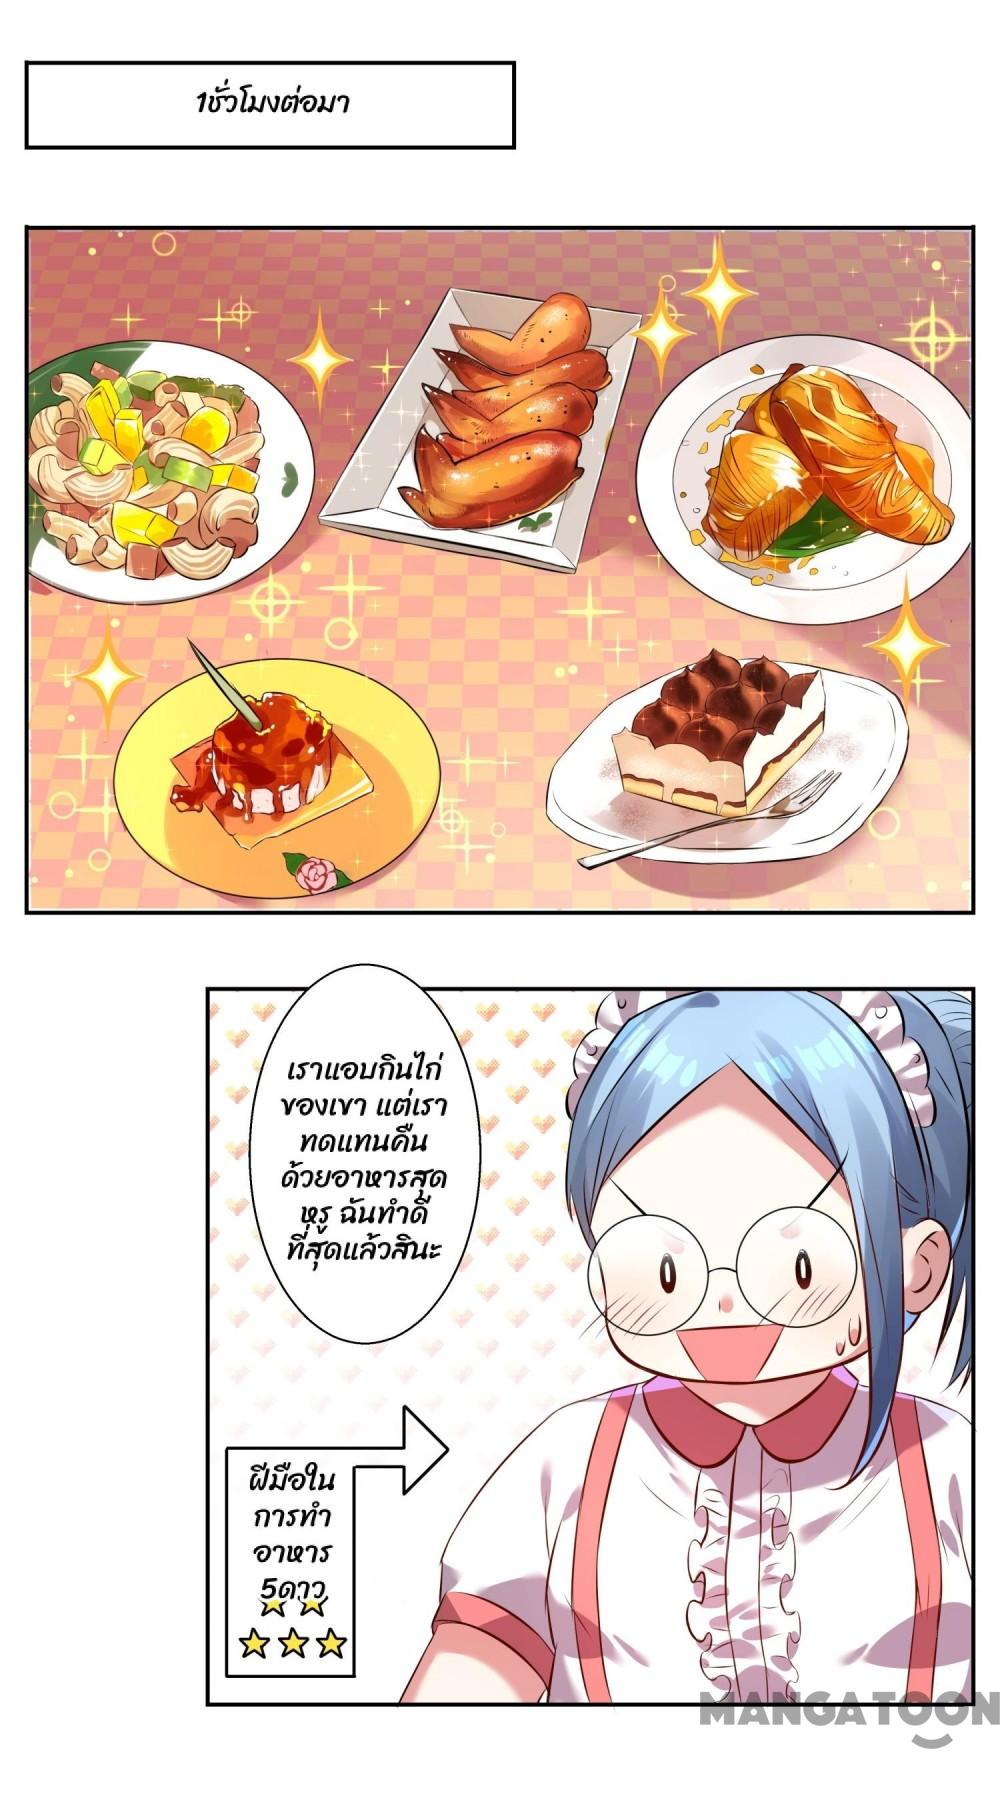 1ชั่วโมงต่อมา
เราแอบกินไก่
ของเขา แต่เรา
ทดแทนคืน
ด้วยอาหารสุด
หรู ฉันทำดี
ที่สุดแล้วสินะ
ฝีมือใน
การทำ
อาหาร
5ดาว
MANGATOON